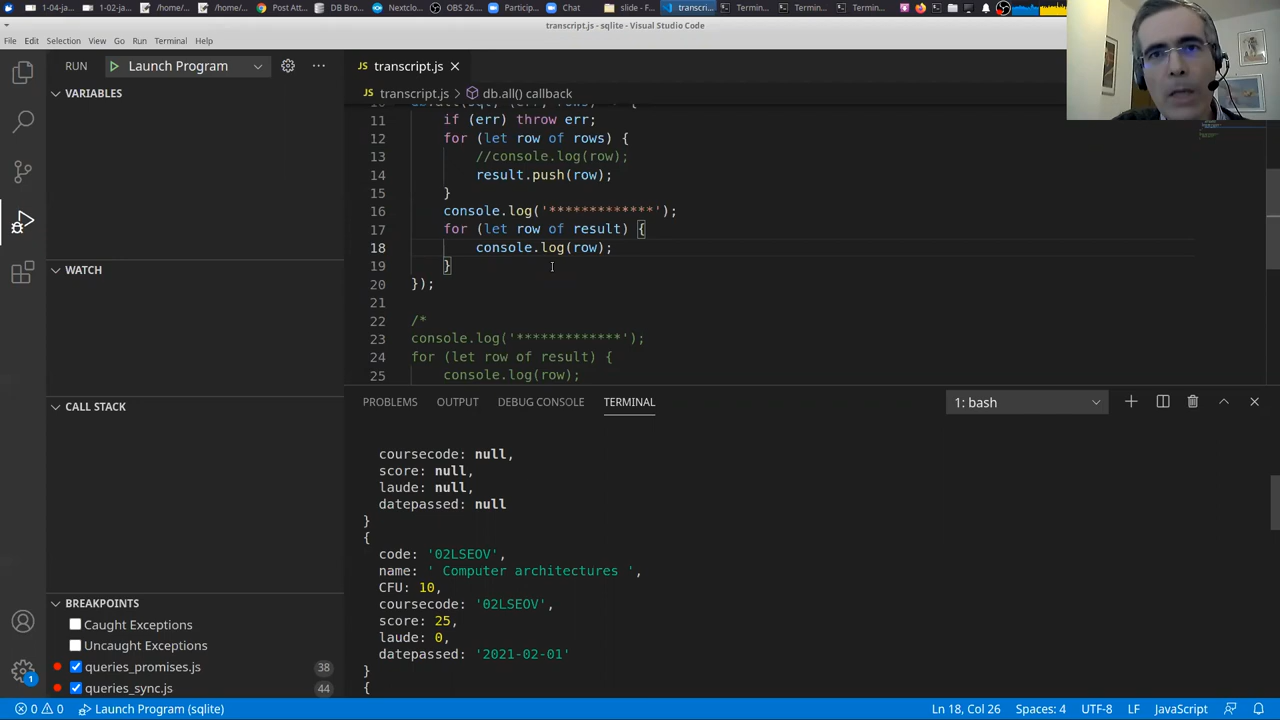 1-04-ja... 1-02-jav... /home/... /home/... Post Att... DB Bro... Nextclo... OBS 26... Particip... Chat slide - F... transcri... Termin... Termin... Termin...
transcript.js - sqlite - Visual Studio Code
File Edit Selection View Go Run Terminal Help
RUN Launch Program ···
JS transcript.js
VARIABLES
JS transcript.js > db.all() callback
11 if (err) throw err;
12 for (let row of rows) {
13 //console.log(row);
14 result.push(row);
15 }
16 console.log('*************');
17 for (let row of result) {
18 console.log(row);
19 }
20 });
21
22 /*
23 console.log('*************');
24 for (let row of result) {
25 console.log(row);
WATCH
CALL STACK
PROBLEMS OUTPUT DEBUG CONSOLE TERMINAL 1: bash
coursecode: null,
score: null,
laude: null,
datepassed: null
}
{
code: '02LSEOV',
name: ' Computer architectures ',
CFU: 10,
coursecode: '02LSEOV',
score: 25,
laude: 0,
datepassed: '2021-02-01'
}
{
BREAKPOINTS
Caught Exceptions
Uncaught Exceptions
queries_promises.js 38
queries_sync.js 44
1
0 0 Launch Program (sqlite) Ln 18, Col 26 Spaces: 4 UTF-8 LF JavaScript